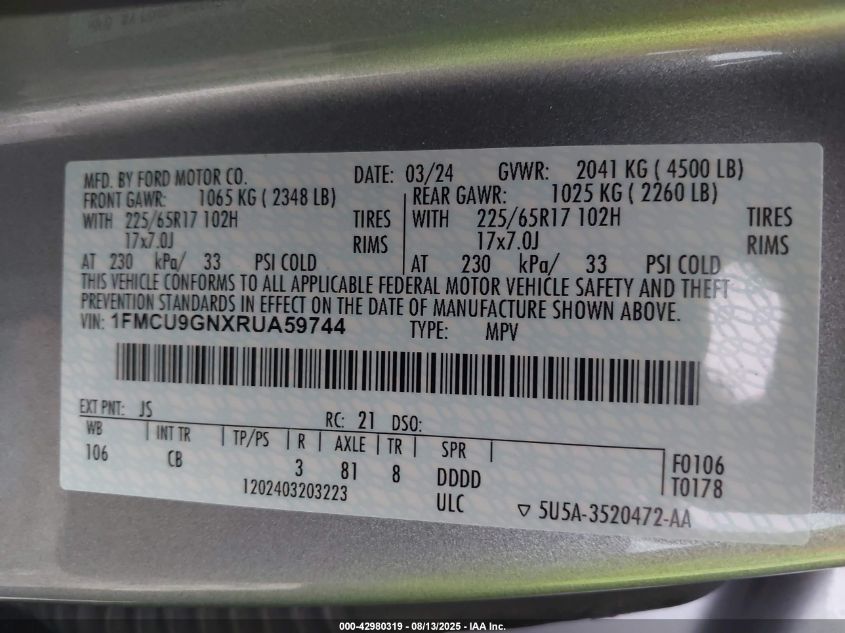 MFD. BY FORD MOTOR CO. DATE: 03/24 GVWR: 2041 KG ( 4500 LB)
FRONT GAWR: 1065 KG ( 2348 LB) REAR GAWR: 1025 KG ( 2260 LB)
WITH 225/65R17 102H TIRES WITH 225/65R17 102H TIRES
17x7.0J RIMS 17x7.0J RIMS
AT 230 kPa/ 33 PSI COLD AT 230 kPa/ 33 PSI COLD
THIS VEHICLE CONFORMS TO ALL APPLICABLE FEDERAL MOTOR VEHICLE SAFETY AND THEFT
PREVENTION STANDARDS IN EFFECT ON THE DATE OF MANUFACTURE SHOWN ABOVE.
VIN: 1FMCU9GNXRUA59744 TYPE: MPV
EXT PNT: JS RC: 21 DSO:
WB INT TR TP/PS R AXLE TR SPR
106 CB 3 81 8 DDDD F0106
1202403203223 ULC T0178
▽ 5U5A-3520472-AA
000-42980319 - 08/13/2025 - IAA Inc.